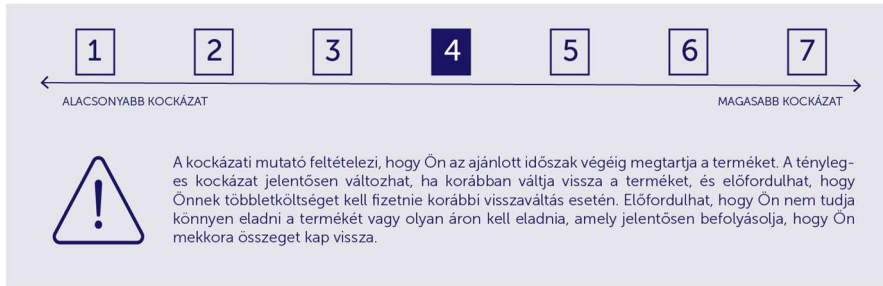 1 2 3 4 5 6 7
ALACSONYABB KOCKÁZAT MAGASABB KOCKÁZAT
A kockázati mutató feltételezi, hogy Ön az ajánlott időszak végéig megtartja a terméket. A tényleg-
es kockázat jelentősen változhat, ha korábban váltja vissza a terméket, és előfordulhat, hogy
Önnek többletköltséget kell fizetnie korábbi visszaváltás esetén. Előfordulhat, hogy Ön nem tudja
könnyen eladni a termékét vagy olyan áron kell eladnia, amely jelentősen befolyásolja, hogy Ön
mekkora összeget kap vissza.